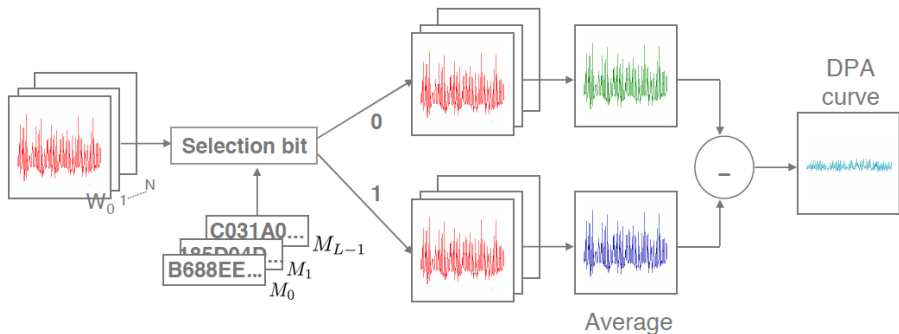 DPA
curve
0
Selection bit
1
–
W0 1 N
C031A0...
185D04D...
B688EE...
M_{L-1}
M_1
M_0
Average